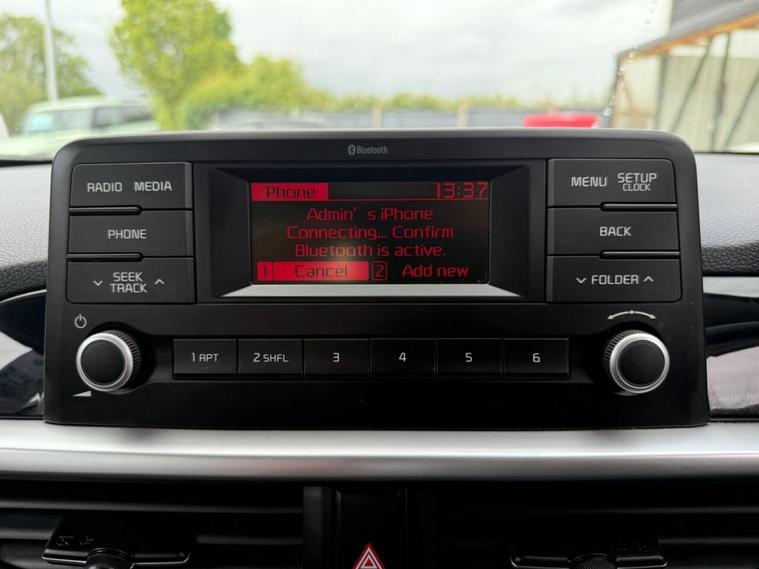 Bluetooth
RADIO MEDIA
PHONE
SEEK
TRACK
Phone 13:37
Admin's iPhone
Connecting... Confirm
Bluetooth is active.
1 Cancel 2 Add new
MENU SETUP
CLOCK
BACK
FOLDER
1 RPT 2 SHFL 3 4 5 6